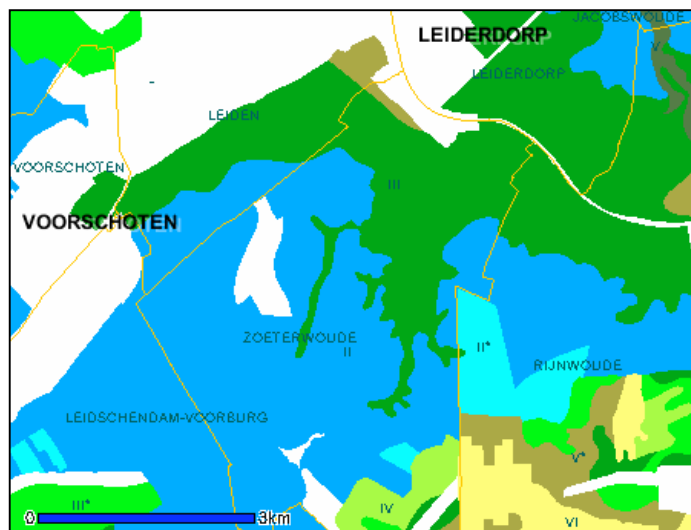 JACOBSWOUDE
LEIDERDORP
V
LEIDERDORP
-
LEIDEN
VOORSCHOTEN
III
VOORSCHOTEN
ZOETERWOUDE
II
II*
RIJNWOUDE
LEIDSCHENDAM-VOORBURG
V*
III*
IV
0 3km
VI